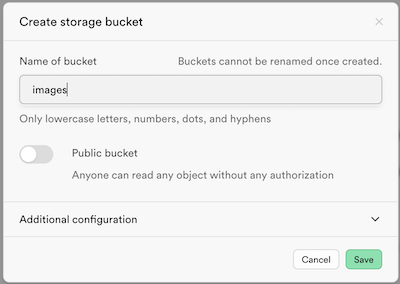 Create storage bucket
Name of bucket
Buckets cannot be renamed once created.
images
Only lowercase letters, numbers, dots, and hyphens
Public bucket
Anyone can read any object without any authorization
Additional configuration
Cancel
Save